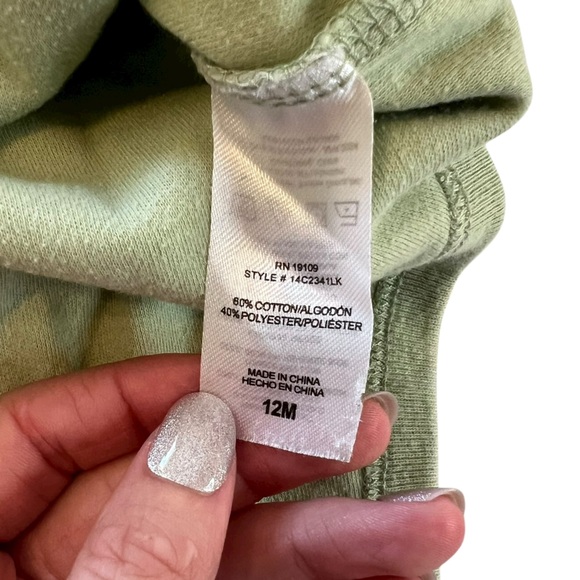 RN 19109
STYLE # 14C2341LK
60% COTTON/ALGODÓN
40% POLYESTER/POLIÉSTER
MADE IN CHINA
HECHO EN CHINA
12M